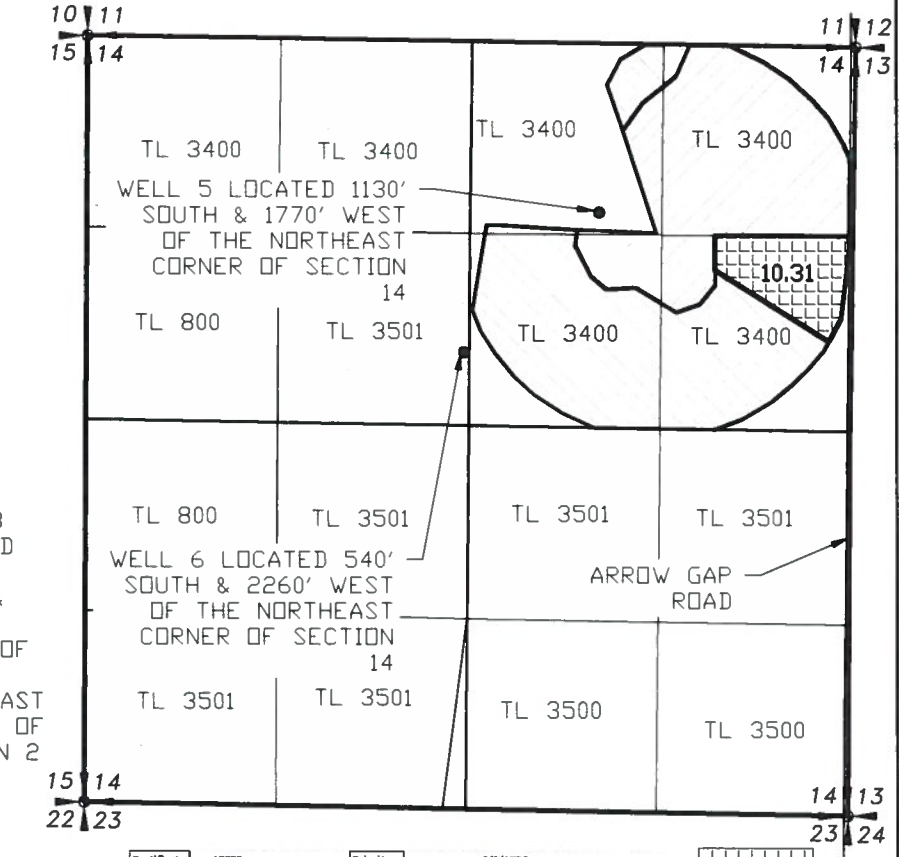 10 11
15 14
11 12
14 13
TL 3400
TL 3400
TL 3400
TL 3400
WELL 5 LOCATED 1130'
SOUTH & 1770' WEST
OF THE NORTHEAST
CORNER OF SECTION
14
10.31
TL 800
TL 3501
TL 3400
TL 3400
TL 800
TL 3501
TL 3501
TL 3501
D
WELL 6 LOCATED 540'
SOUTH & 2260' WEST
OF THE NORTHEAST
CORNER OF SECTION
14
ARROW GAP
ROAD
OF
AST
OF
N 2
TL 3501
TL 3501
TL 3500
TL 3500
15 14
22 23
14 13
23 24